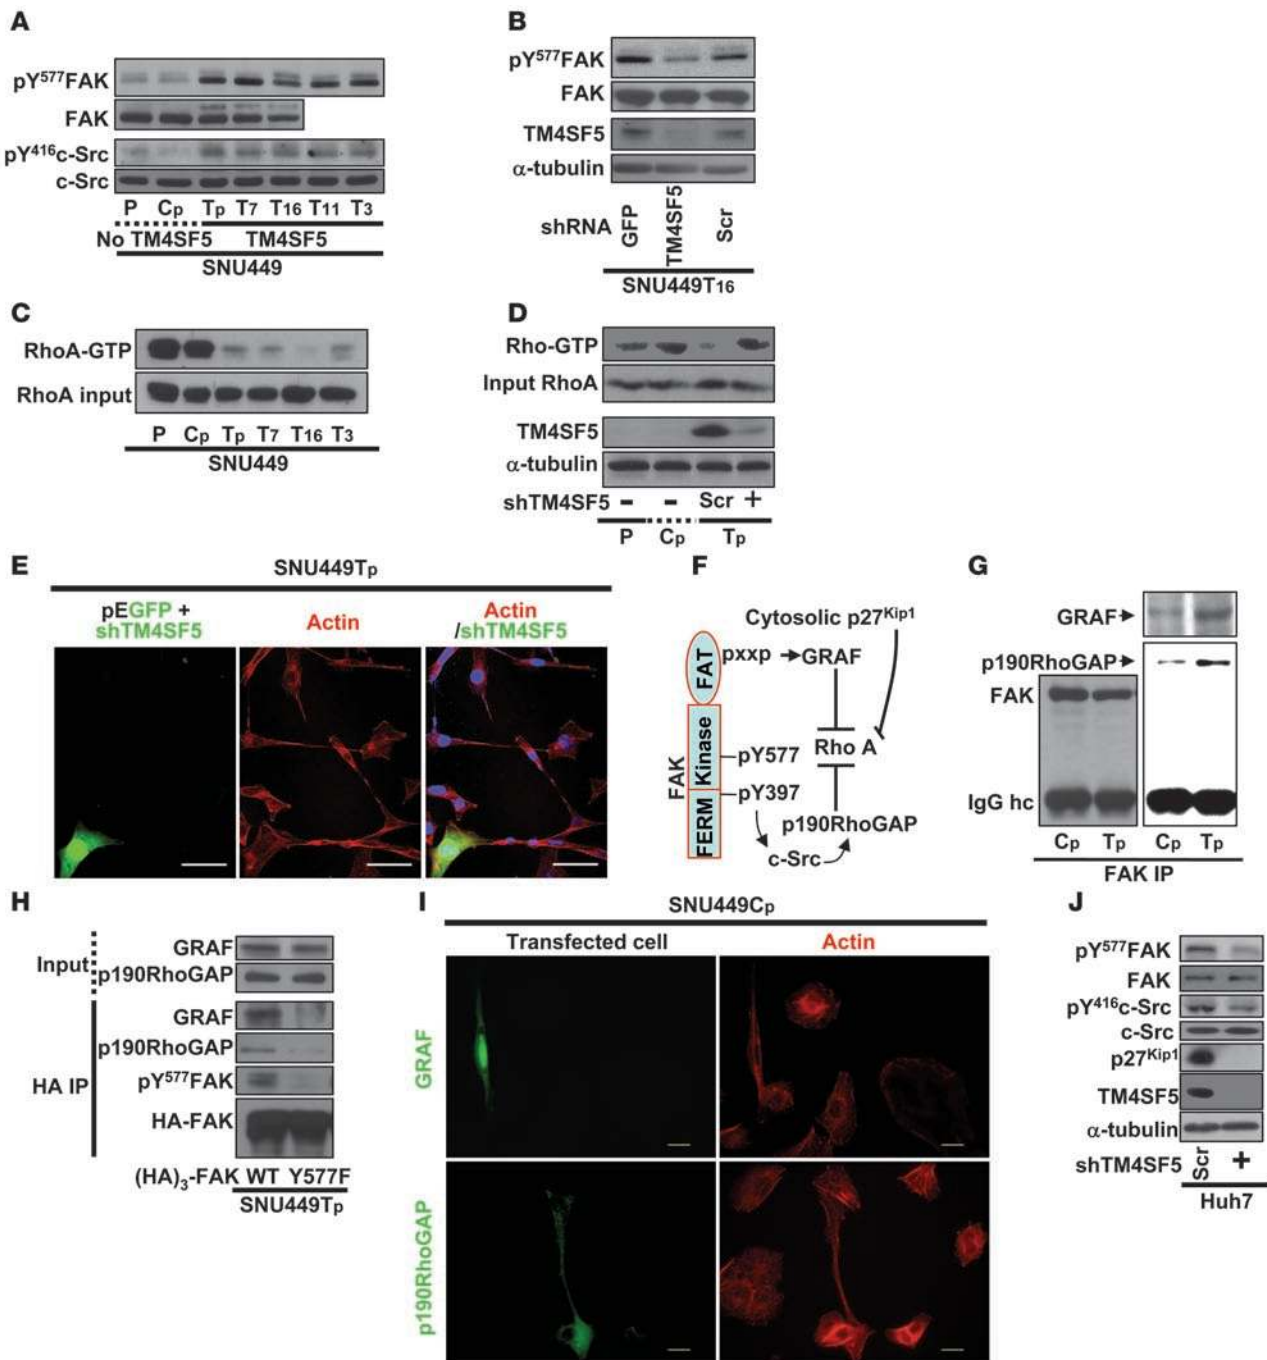 A
pY577FAK
FAK
pY416c-Src
c-Src
P Cp Tp T7 T16 T11 T3
No TM4SF5 TM4SF5
SNU449
B
pY577FAK
FAK
TM4SF5
α-tubulin
shRNA GFP TM4SF5 Scr
SNU449T16
C
RhoA-GTP
RhoA input
P Cp Tp T7 T16 T3
SNU449
D
Rho-GTP
Input RhoA
TM4SF5
α-tubulin
shTM4SF5 - - Scr +
P Cp Tp
E
SNU449Tp
pEGFP + shTM4SF5
Actin
Actin /shTM4SF5
F
Cytosolic p27Kip1
FAT pxxp GRAF
Rho A
FAK
Kinase
pY577
pY397
FERM
p190RhoGAP
c-Src
G
GRAF
p190RhoGAP
FAK
IgG hc
Cp Tp Cp Tp
FAK IP
H
Input
GRAF
p190RhoGAP
HA IP
GRAF
p190RhoGAP
pY577FAK
HA-FAK
(HA)3-FAK WT Y577F
SNU449Tp
I
SNU449Cp
Transfected cell Actin
GRAF
p190RhoGAP
J
pY577FAK
FAK
pY416c-Src
c-Src
p27Kip1
TM4SF5
α-tubulin
shTM4SF5 Scr +
Huh7